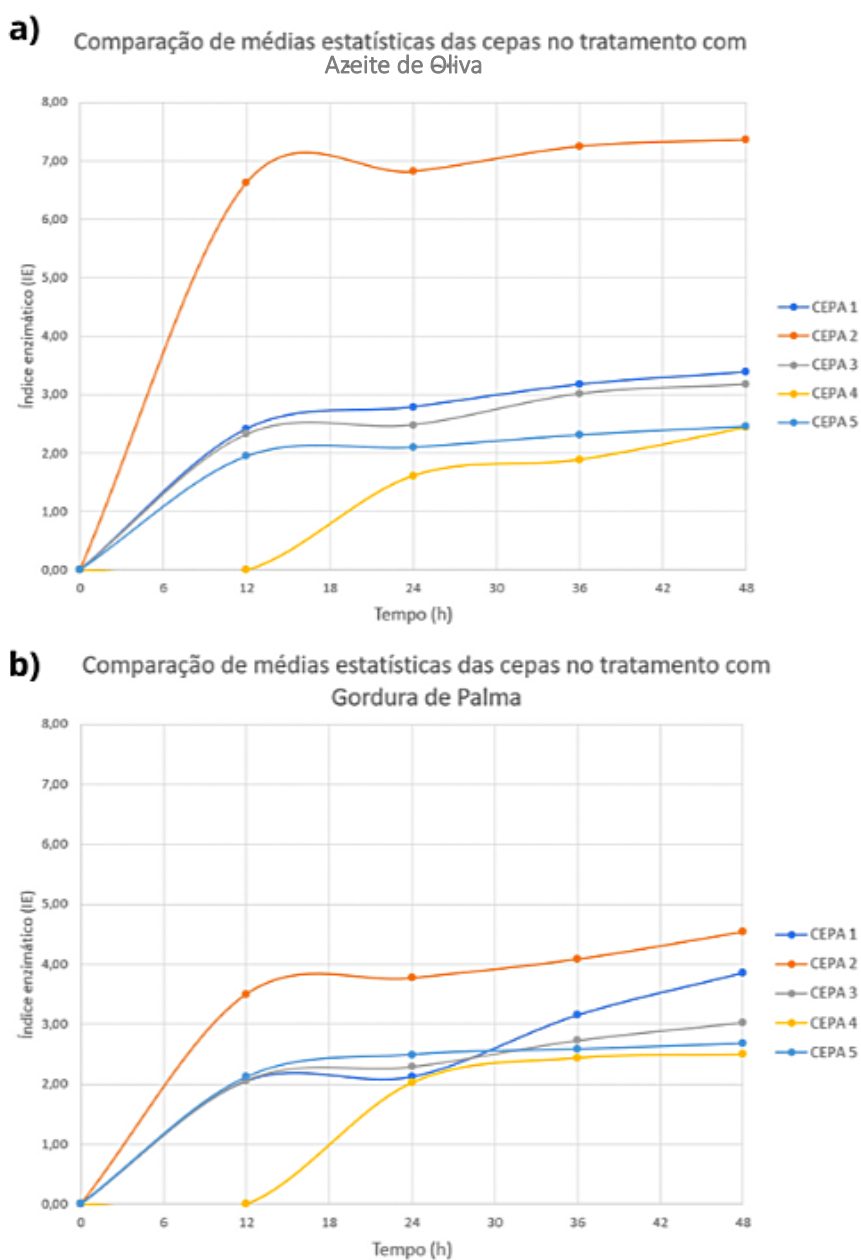 a)
Comparação de médias estatísticas das cepas no tratamento com
Azeite de Oliva
8,00
7,00
6,00
5,00
4,00
3,00
2,00
1,00
0,00
Índice enzimático (IE)
0 6 12 18 24 30 36 42 48
Tempo (h)
CEPA 1
CEPA 2
CEPA 3
CEPA 4
CEPA 5
b)
Comparação de médias estatísticas das cepas no tratamento com
Gordura de Palma
8,00
7,00
6,00
5,00
4,00
3,00
2,00
1,00
0,00
Índice enzimático (IE)
0 6 12 18 24 30 36 42 48
Tempo (h)
CEPA 1
CEPA 2
CEPA 3
CEPA 4
CEPA 5